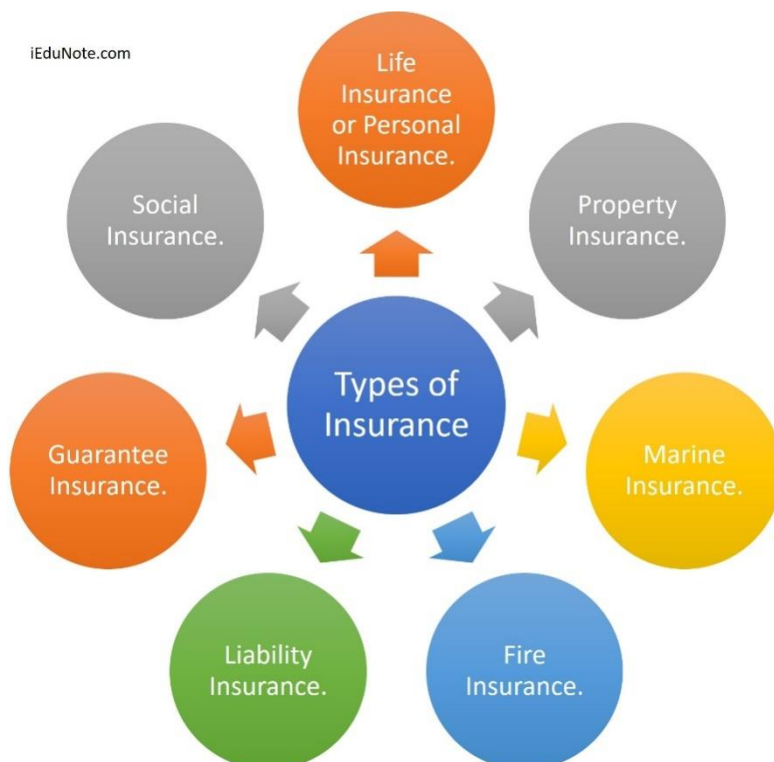 iEduNote.com
Life
Insurance
or Personal
Insurance.
Property
Insurance.
Marine
Insurance.
Fire
Insurance.
Liability
Insurance.
Guarantee
Insurance.
Social
Insurance.
Types of
Insurance